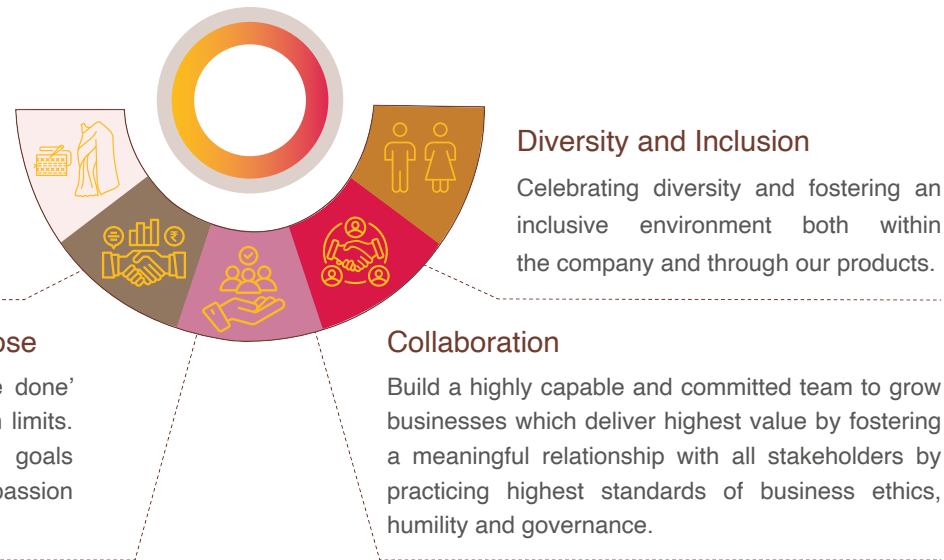 Diversity and Inclusion
Celebrating diversity and fostering an
inclusive environment both within
the company and through our products.
ose
e done’
limits.
goals
passion
Collaboration
Build a highly capable and committed team to grow
businesses which deliver highest value by fostering
a meaningful relationship with all stakeholders by
practicing highest standards of business ethics,
humility and governance.